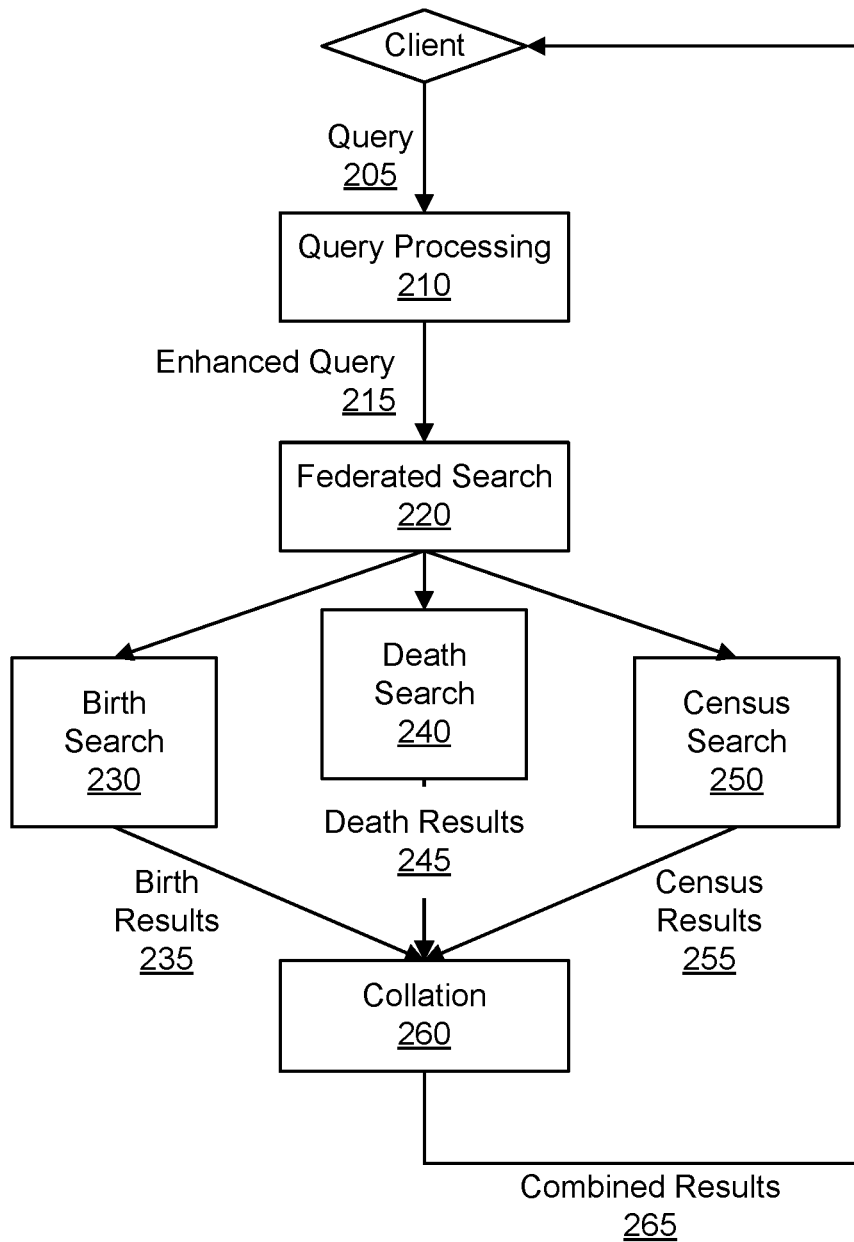 Client
Query
205
Query Processing
210
Enhanced Query
215
Federated Search
220
Birth
Search
230
Death
Search
240
Census
Search
250
Death Results
245
Birth
Results
235
Census
Results
255
Collation
260
Combined Results
265